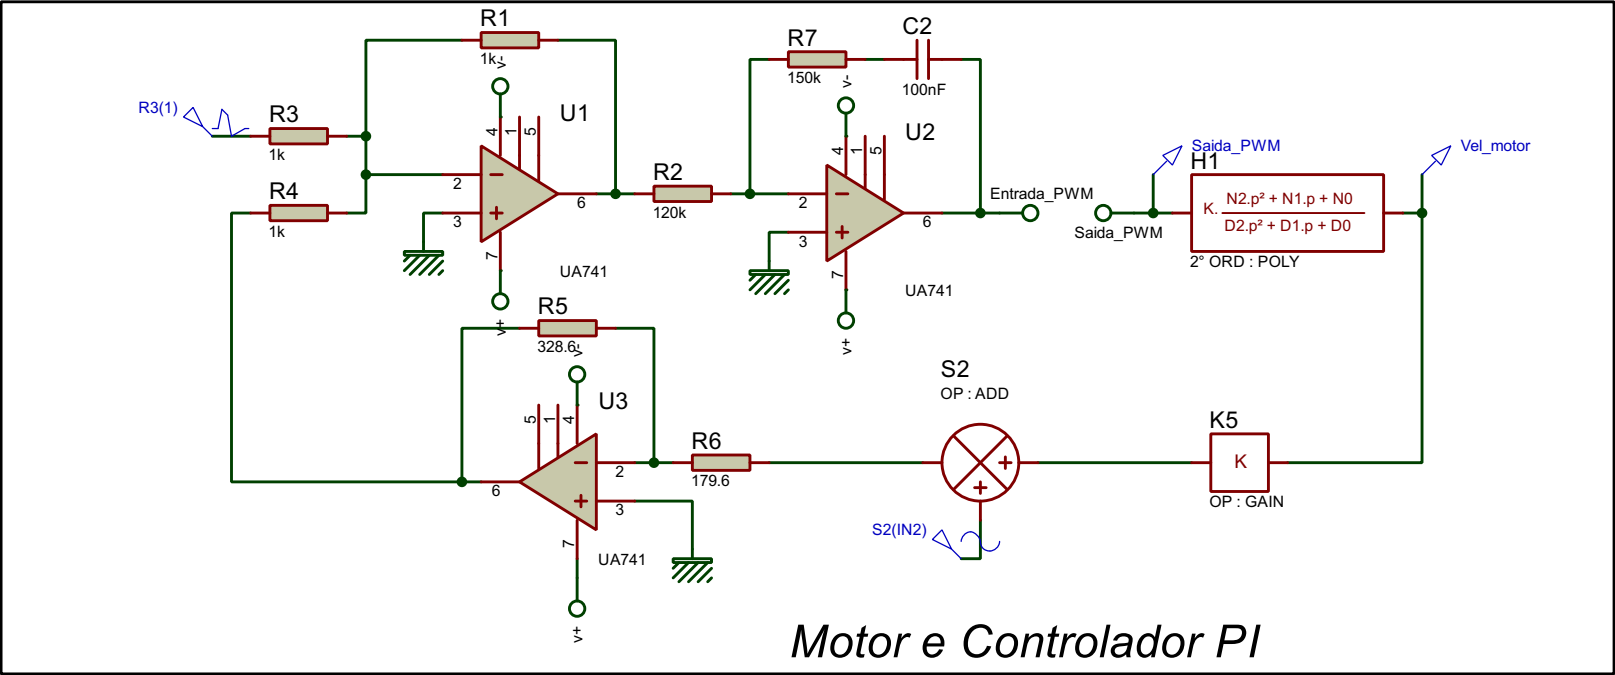 R1
1k
v-
R3(1)
R3
1k
R4
1k
4
1
5
U1
2
3
6
7
UA741
v+
R2
120k
R7
150k
C2
100nF
v-
4
1
5
U2
2
3
6
7
UA741
v+
Entrada_PWM
Saida_PWM
Saida_PWM
H1
K.
N2.p² + N1.p + N0
D2.p² + D1.p + D0
2° ORD : POLY
Vel_motor
R5
328.6
v-
5
1
4
U3
2
3
6
7
UA741
v+
R6
179.6
S2
OP : ADD
S2(IN2)
K5
K
OP : GAIN
Motor e Controlador PI